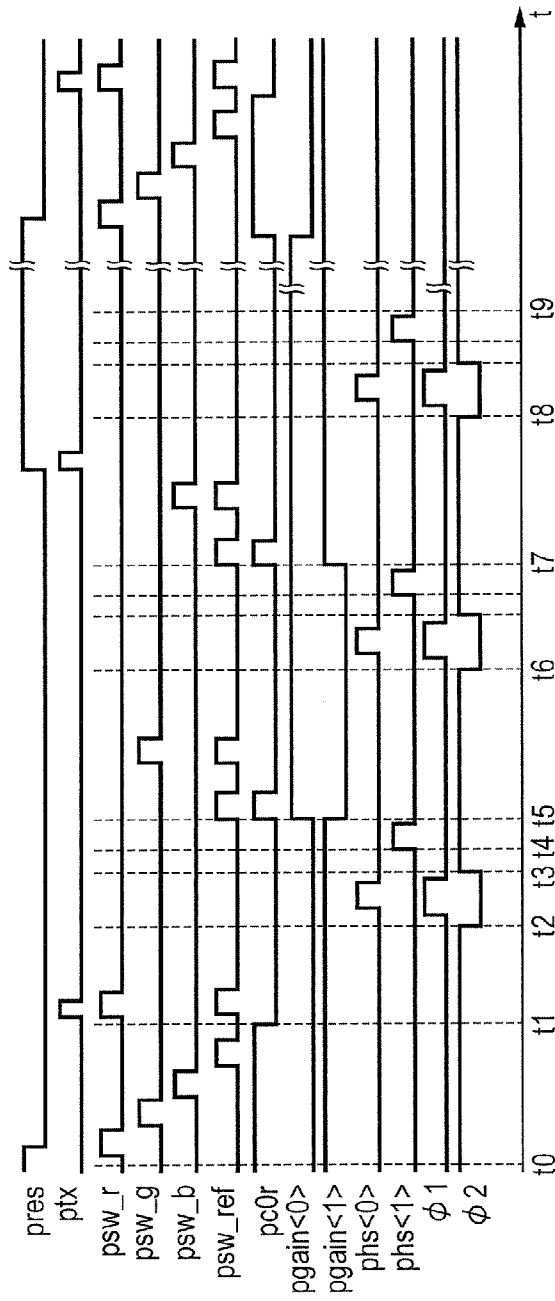 pres
ptx
psw_r
psw_g
psw_b
psw_ref
pc0r
pgain<0>
pgain<1>
phs<0>
phs<1>
ϕ1
ϕ2
t0 t1 t2 t3 t4 t5 t6 t7 t8 t9 t